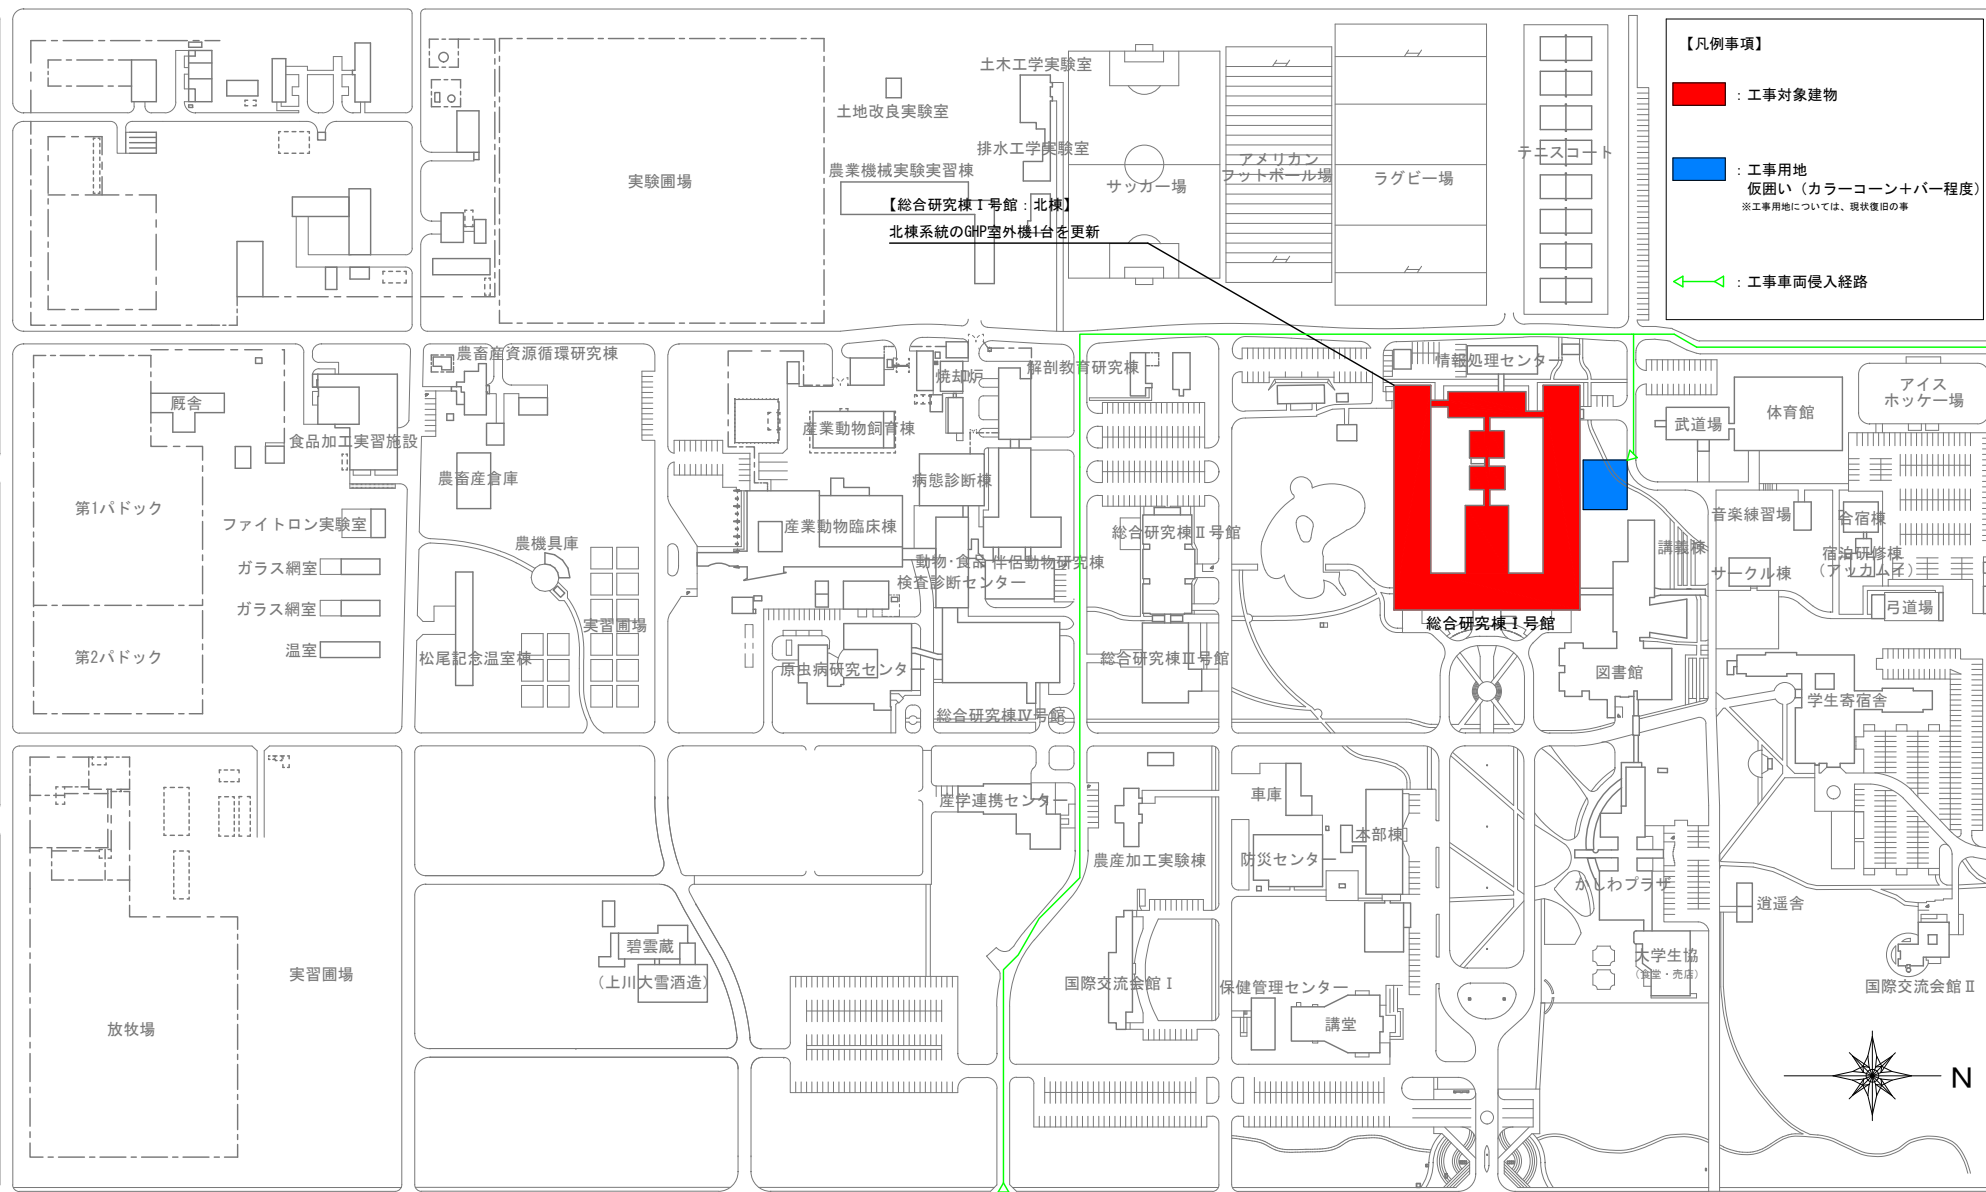 【凡例事項】
：工事対象建物
：工事用地
仮囲い（カラーコーン＋バー程度）
※工事用地については、現状復旧の事
：工事車両侵入経路
土木工学実験室
土地改良実験室
排水工学実験室
農業機械実験実習棟
【総合研究棟Ⅰ号館：北棟】
北棟系統のGHP室外機1台を更新
実験圃場
サッカー場
アメリカン
フットボール場
ラグビー場
テニスコート
農畜産資源循環研究棟
焼却炉
解剖教育研究棟
情報処理センター
厩舎
食品加工実習施設
産業動物飼育棟
武道場
体育館
アイス
ホッケー場
農畜産倉庫
病態診断棟
第1パドック
ファイトロン実験室
産業動物臨床棟
総合研究棟Ⅱ号館
音楽練習場
合宿棟
農機具庫
講義棟
宿泊研修棟
（アッカムイ）
ガラス網室
動物・食品
検査診断センター
伴侶動物研究棟
サークル棟
ガラス網室
弓道場
実習圃場
総合研究棟Ⅰ号館
温室
第2パドック
松尾記念温室棟
原虫病研究センター
総合研究棟Ⅲ号館
図書館
総合研究棟Ⅳ号館
学生寄宿舎
産学連携センター
車庫
本部棟
農産加工実験棟
防災センター
かしわプラザ
逍遥舎
碧雲蔵
（上川大雪酒造）
実習圃場
国際交流会館Ⅰ
保健管理センター
大学生協
（食堂・売店）
国際交流会館Ⅱ
放牧場
講堂
N